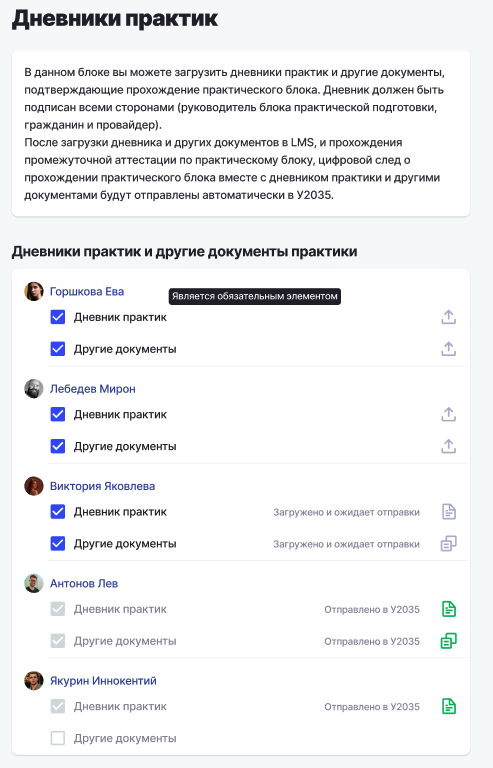 Дневники практик
В данном блоке вы можете загрузить дневники практик и другие документы,
подтверждающие прохождение практического блока. Дневник должен быть
подписан всеми сторонами (руководитель блока практической подготовки,
гражданин и провайдер).
После загрузки дневника и других документов в LMS, и прохождения
промежуточной аттестации по практическому блоку, цифровой след о
прохождении практического блока вместе с дневником практики и другими
документами будут отправлены автоматически в У2035.
Дневники практик и другие документы практики
Горшкова Ева
Является обязательным элементом
Дневник практик
Другие документы
Лебедев Мирон
Дневник практик
Другие документы
Виктория Яковлева
Дневник практик Загружено и ожидает отправки
Другие документы Загружено и ожидает отправки
Антонов Лев
Дневник практик Отправлено в У2035
Другие документы Отправлено в У2035
Якурин Иннокентий
Дневник практик Отправлено в У2035
Другие документы